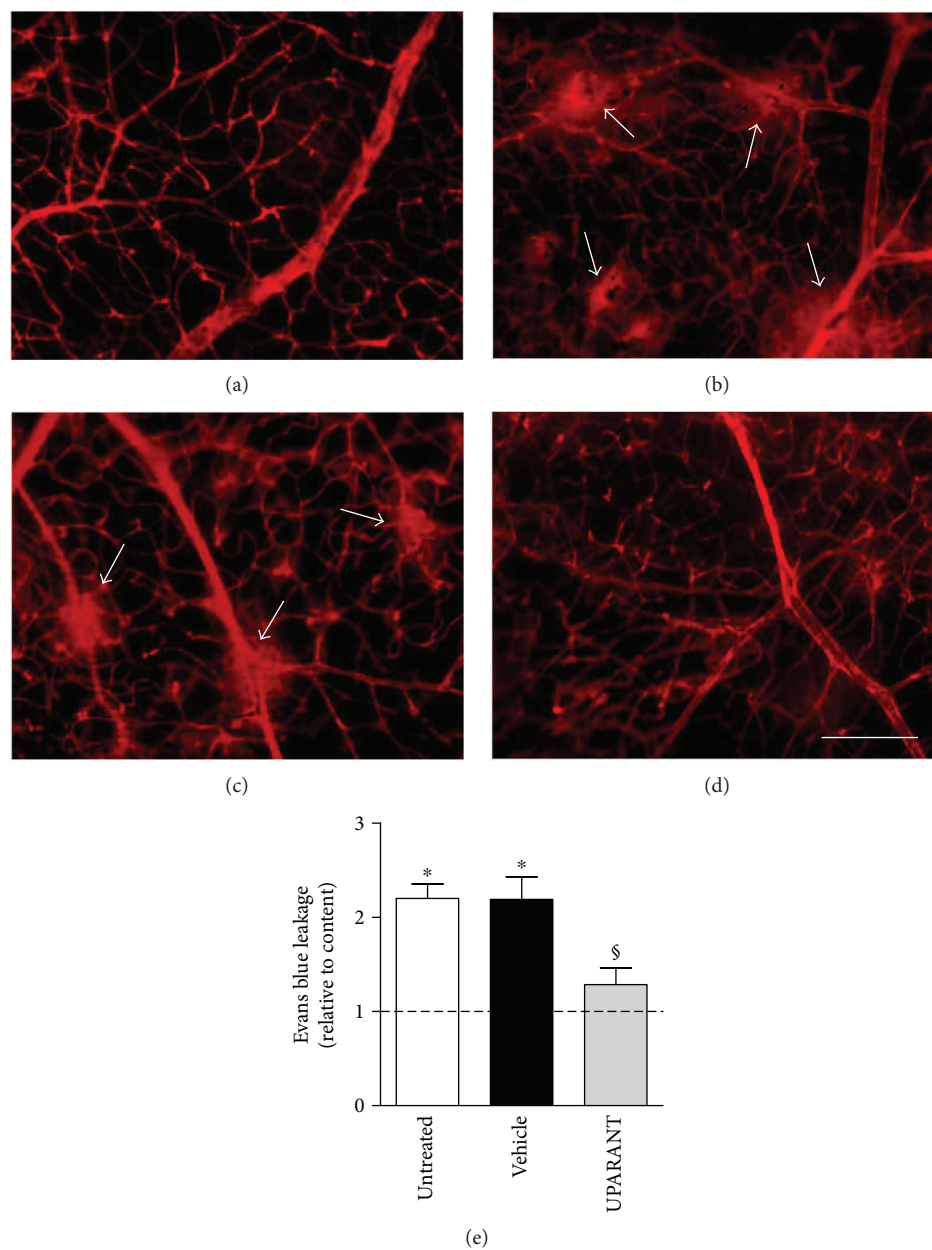 (a)
(b)
(c)
(d)
3
2
1
0
Evans blue leakage
(relative to content)
*
*
§
Untreated
Vehicle
UPARANT
(e)